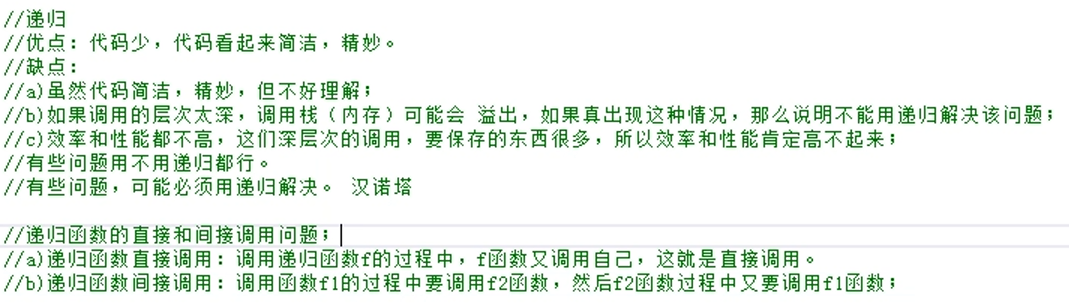 //递归
//优点：代码少，代码看起来简洁，精妙。
//缺点：
//a)虽然代码简洁，精妙，但不好理解；
//b)如果调用的层次太深，调用栈（内存）可能会 溢出，如果真出现这种情况，那么说明不能用递归解决该问题；
//c)效率和性能都不高，这们深层次的调用，要保存的东西很多，所以效率和性能肯定高不起来；
//有些问题用不用递归都行。
//有些问题，可能必须用递归解决。 汉诺塔
//递归函数的直接和间接调用问题；
//a)递归函数直接调用：调用递归函数f的过程中，f函数又调用自己，这就是直接调用。
//b)递归函数间接调用：调用函数f1的过程中要调用f2函数，然后f2函数过程中又要调用f1函数；